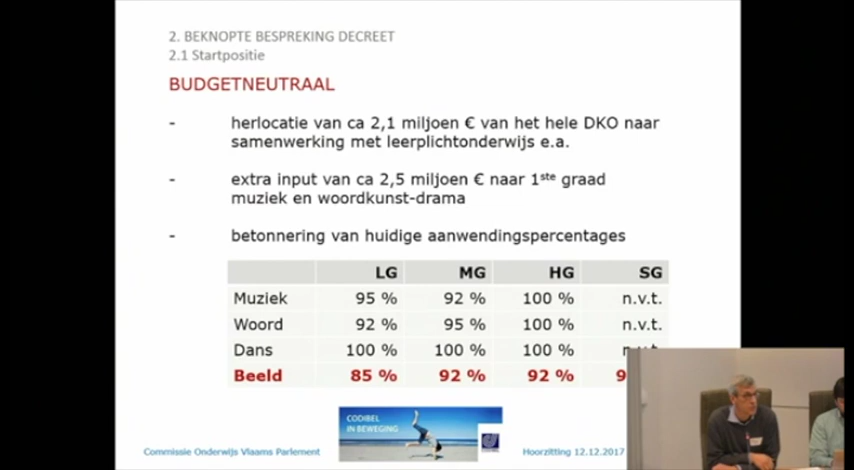 2. BEKNOPTE BESPREKING DECREET
2.1 Startpositie
BUDGETNEUTRAAL
- herlocatie van ca 2,1 miljoen € van het hele DKO naar
samenwerking met leerplichtonderwijs e.a.
- extra input van ca 2,5 miljoen € naar 1ste graad
muziek en woordkunst-drama
- betonnering van huidige aanwendingspercentages
LG MG HG SG
Muziek 95 % 92 % 100 % n.v.t.
Woord 92 % 95 % 100 % n.v.t.
Dans 100 % 100 % 100 %
Beeld 85 % 92 % 92 %
CODIBEL
IN BEWEGING
Commissie Onderwijs Vlaams Parlement
Hoorzitting 12.12.2017